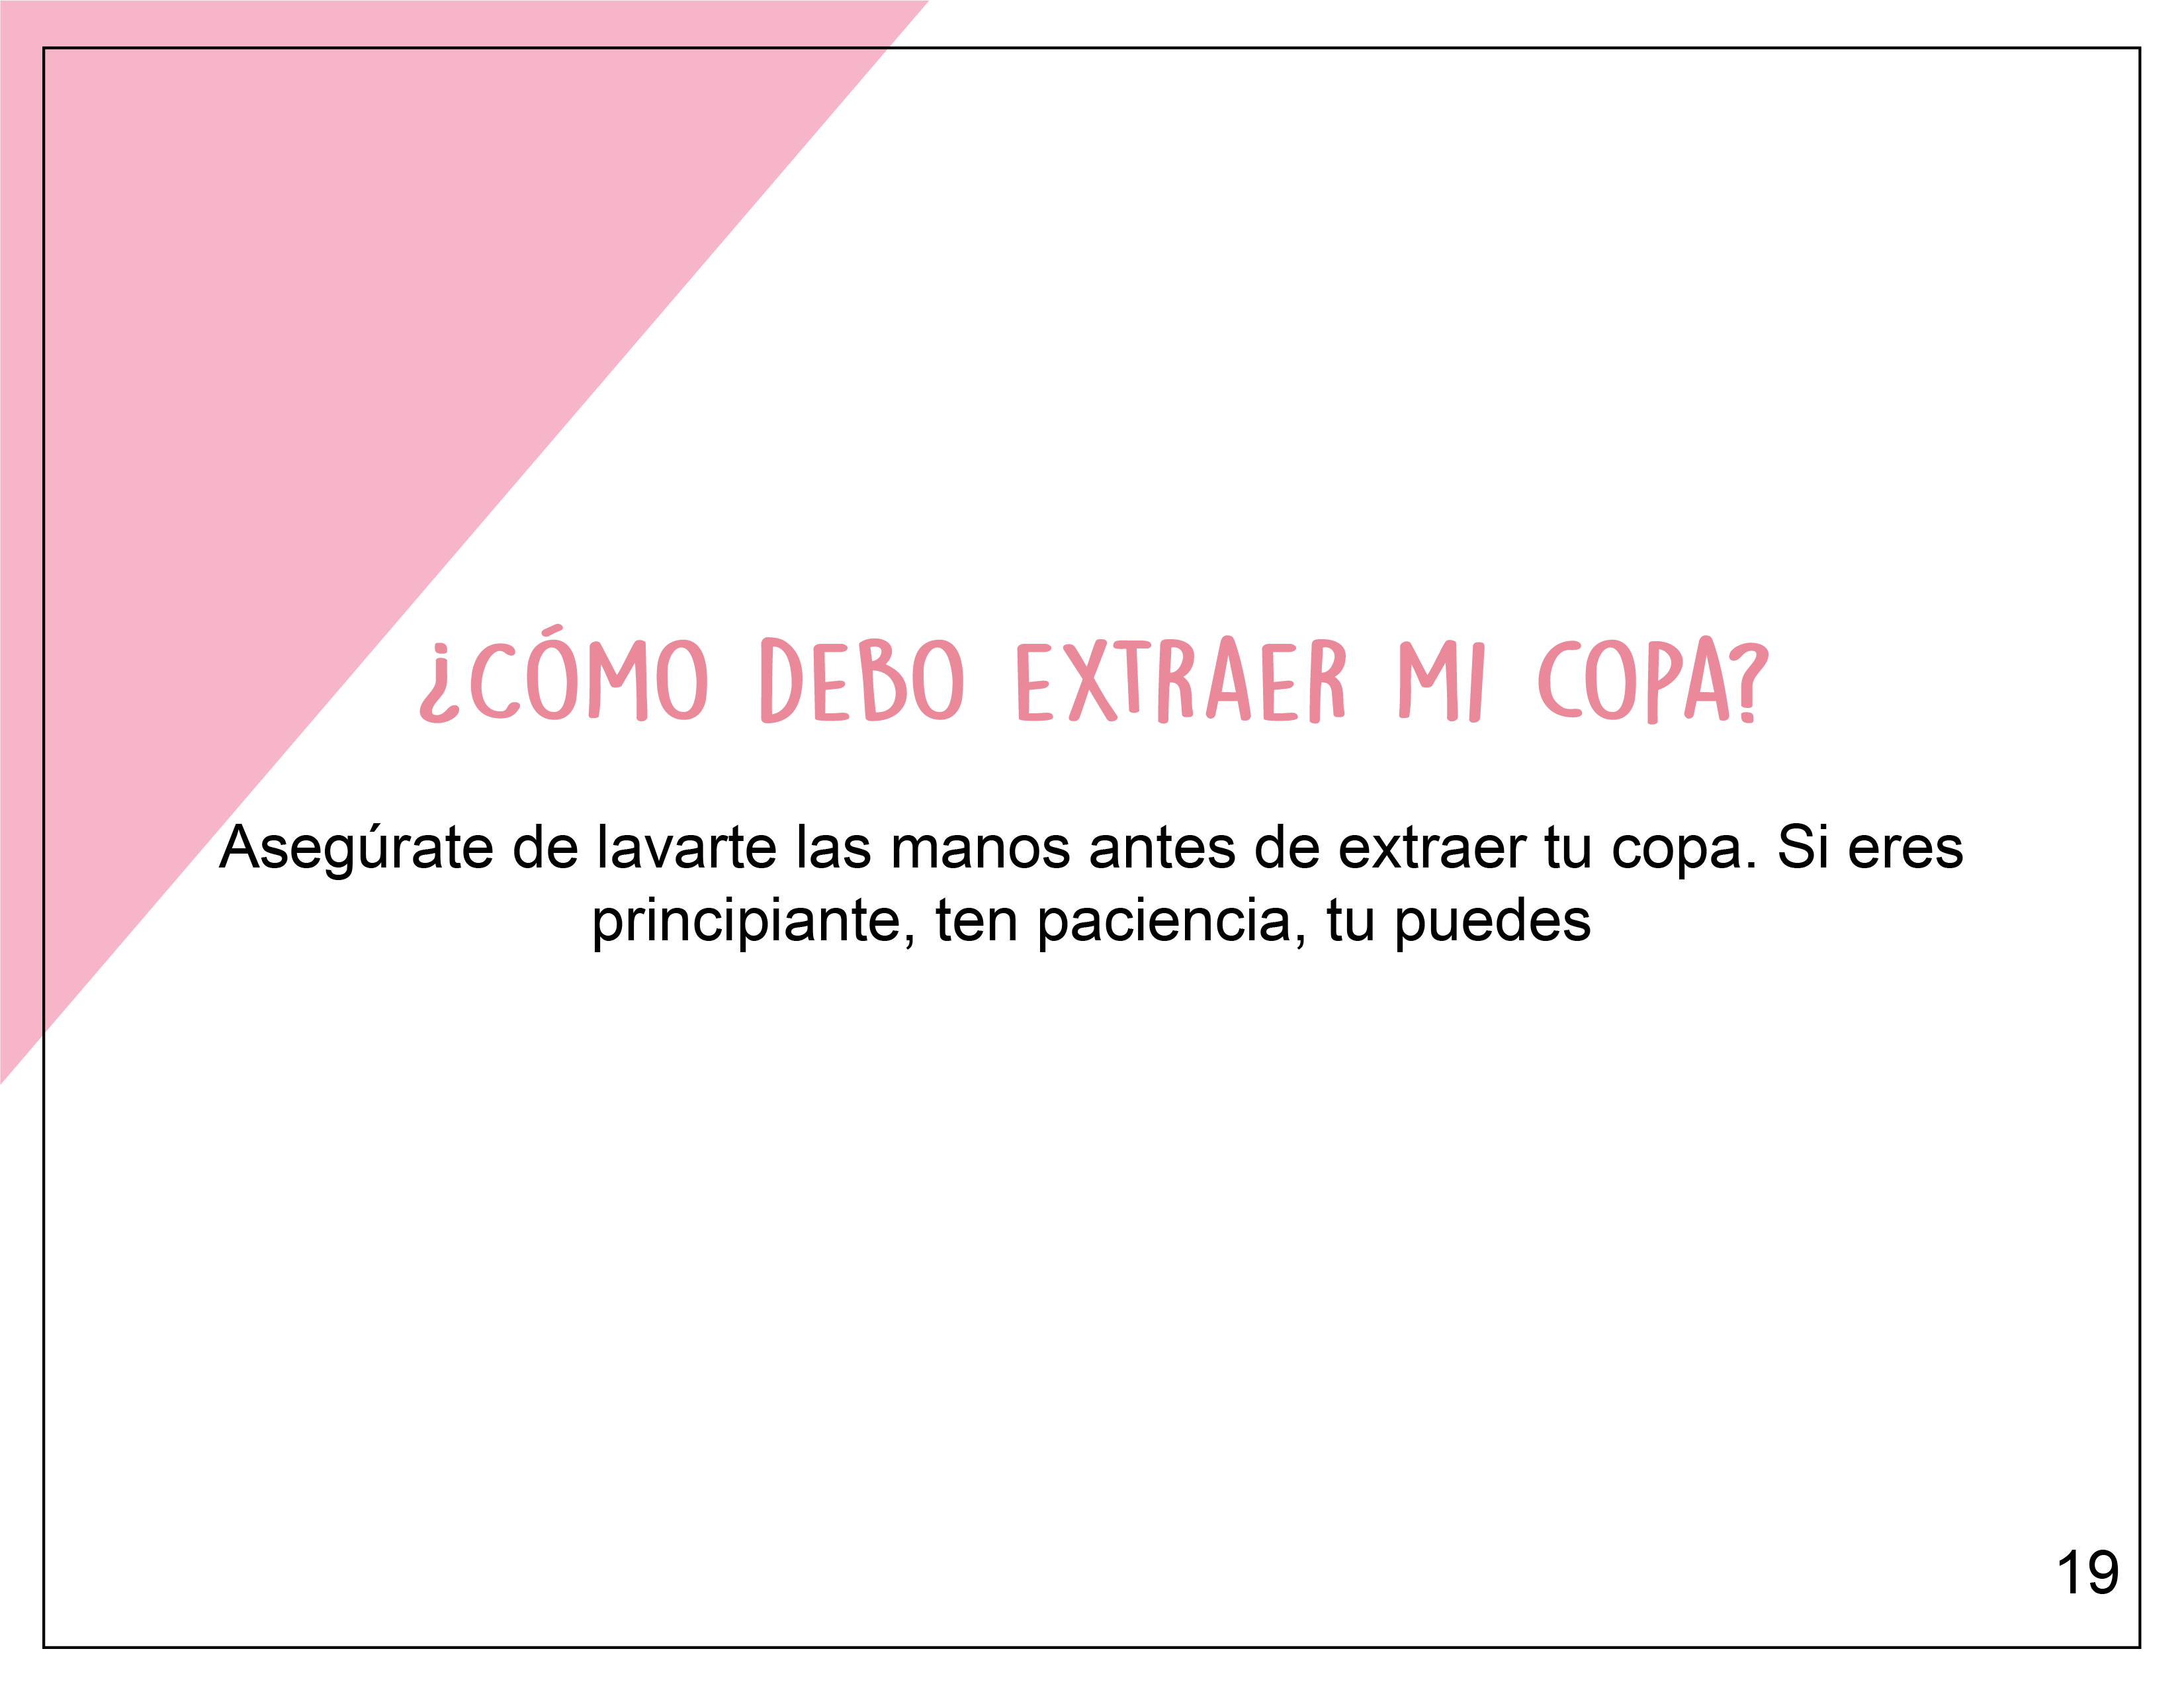 ¿CÓMO DEBO EXTRAER MI COPA?
Asegúrate de lavarte las manos antes de extraer tu copa. Si eres
principiante, ten paciencia, tu puedes
19